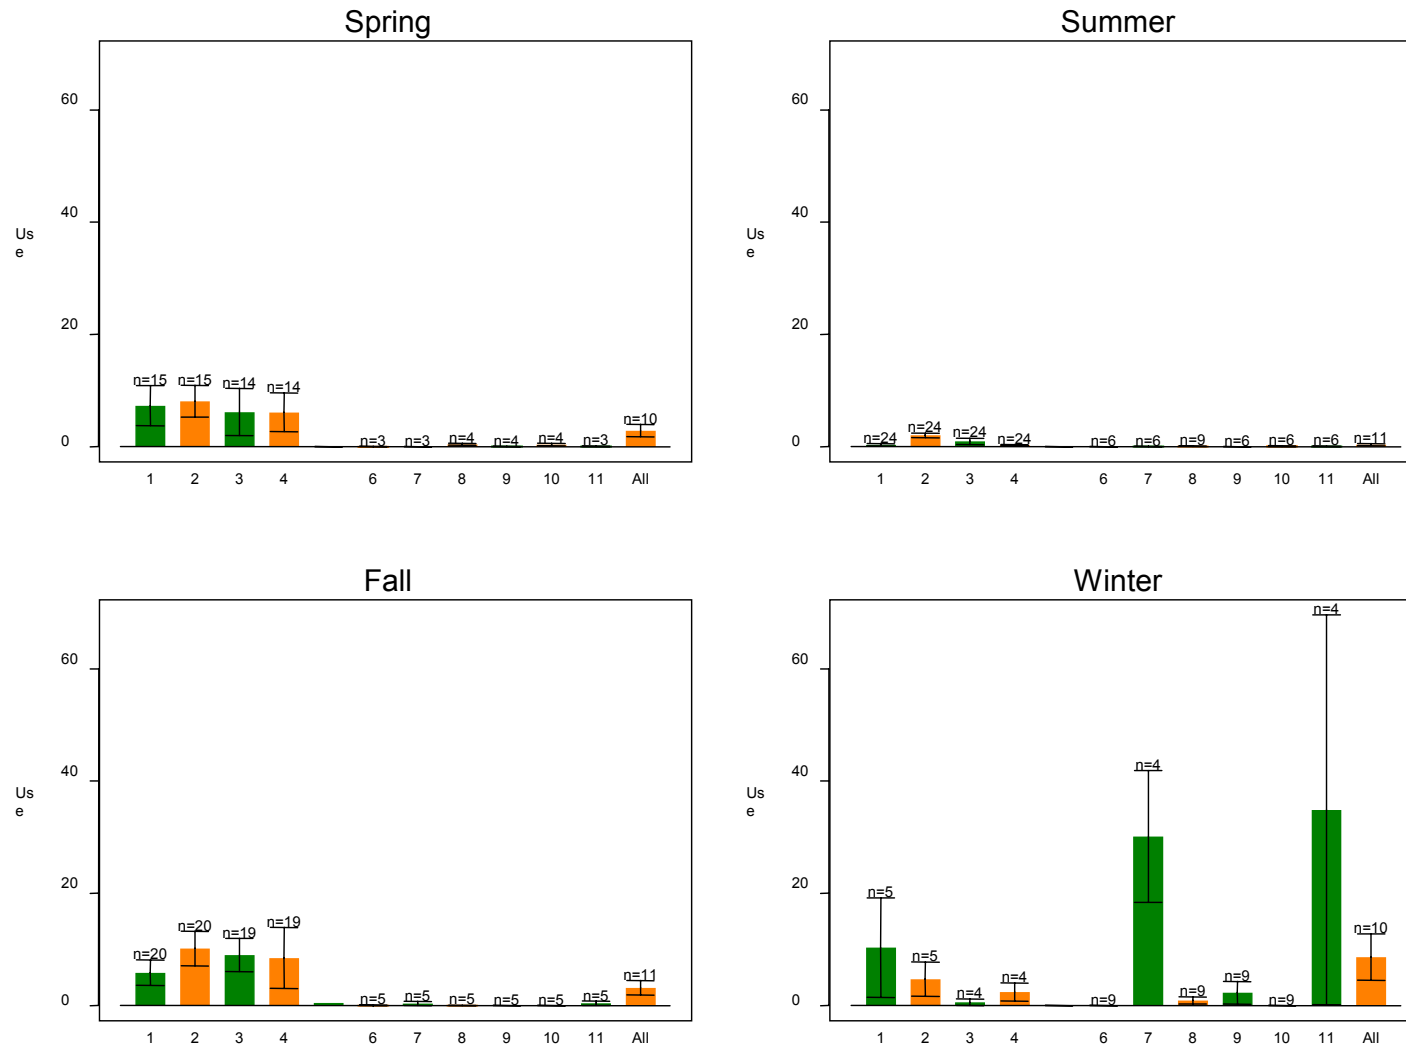 Spring
60
40
20
0
Us
e
n=15 n=15 n=14 n=14 n=3 n=3 n=4 n=4 n=4 n=3 n=10
1 2 3 4 6 7 8 9 10 11 All
Summer
60
40
20
0
Us
e
n=24 n=24 n=24 n=24 n=6 n=6 n=9 n=6 n=6 n=6 n=11
1 2 3 4 6 7 8 9 10 11 All
Fall
60
40
20
0
Us
e
n=20 n=20 n=19 n=19 n=5 n=5 n=5 n=5 n=5 n=5 n=11
1 2 3 4 6 7 8 9 10 11 All
Winter
60
40
20
0
Us
e
n=5 n=5 n=4 n=4 n=9 n=4 n=9 n=9 n=9 n=4 n=10
1 2 3 4 6 7 8 9 10 11 All